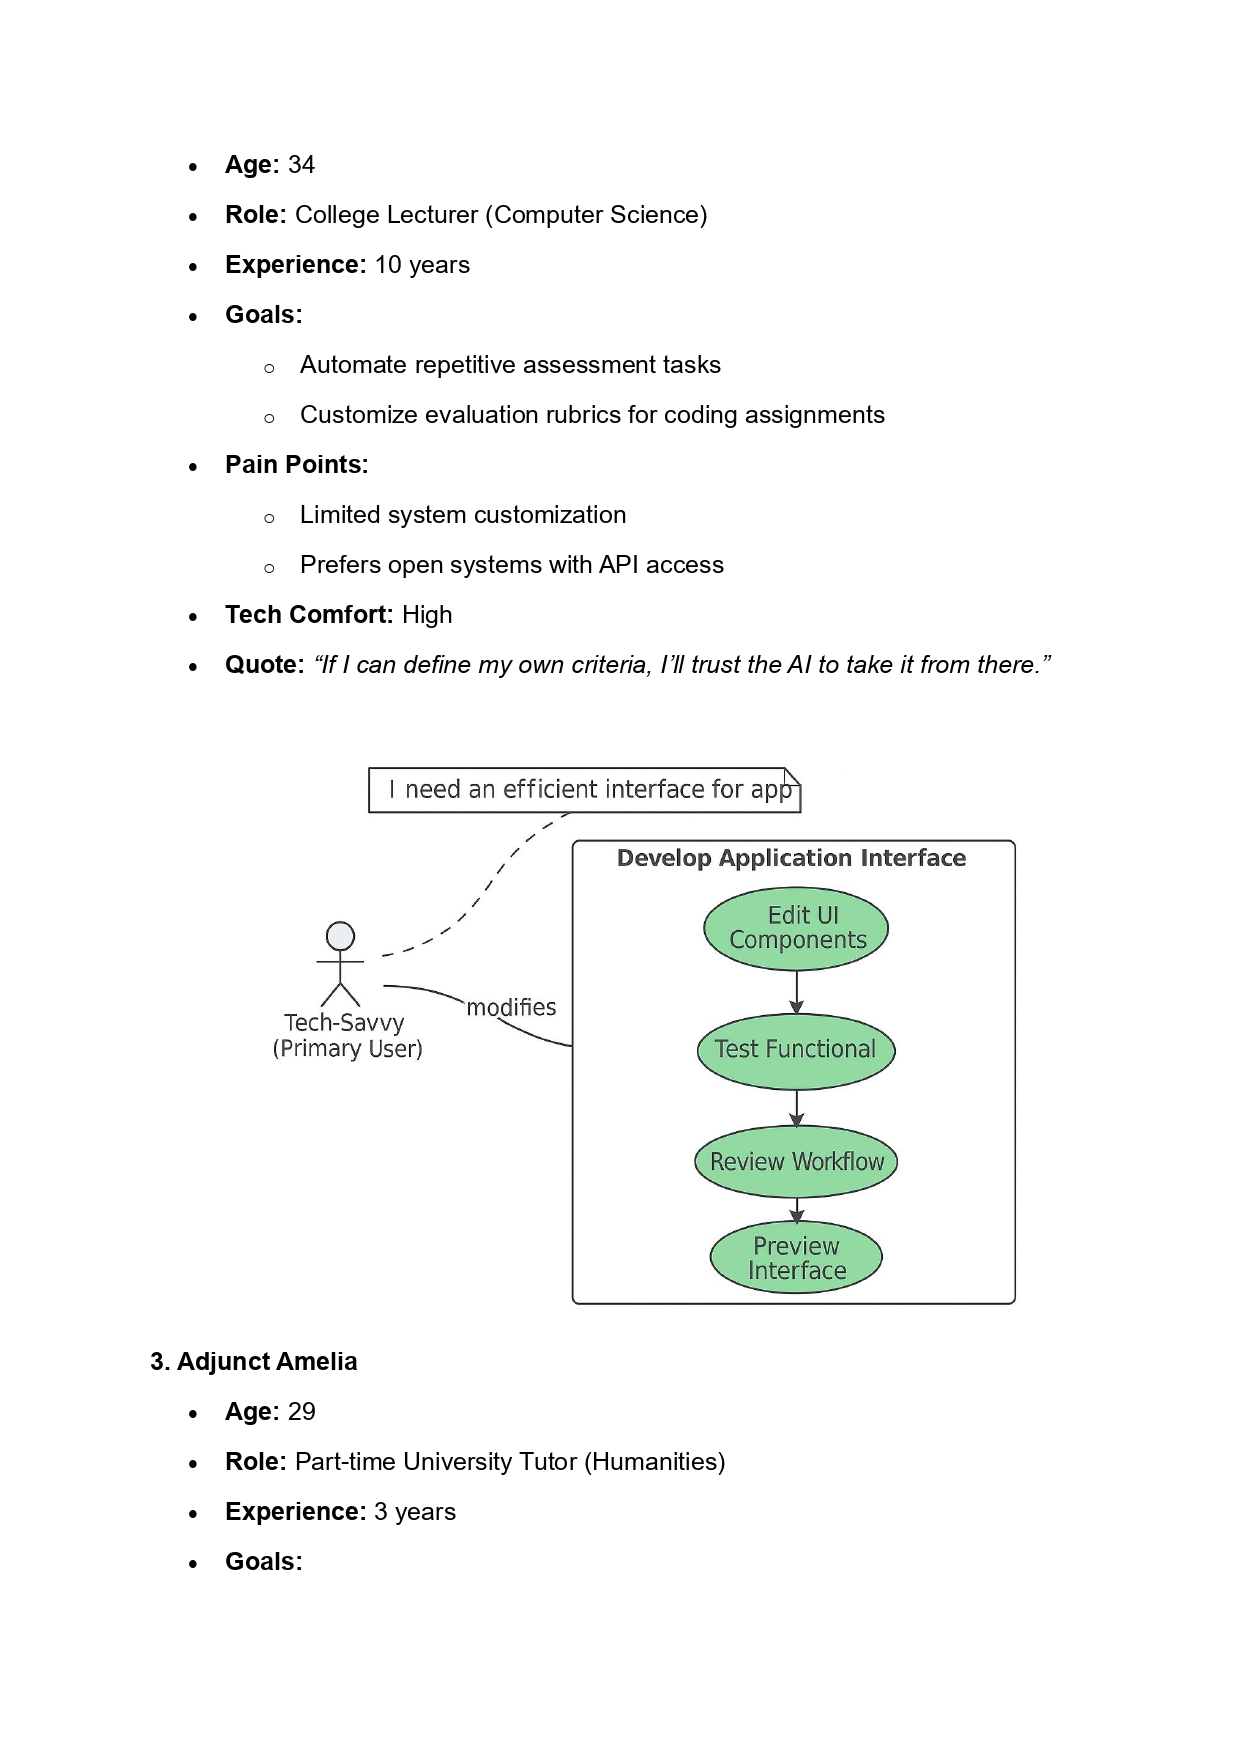 • Age: 34
• Role: College Lecturer (Computer Science)
• Experience: 10 years
• Goals:
o Automate repetitive assessment tasks
o Customize evaluation rubrics for coding assignments
• Pain Points:
o Limited system customization
o Prefers open systems with API access
• Tech Comfort: High
• Quote: “If I can define my own criteria, I’ll trust the AI to take it from there.”
I need an efficient interface for app
Develop Application Interface
Edit UI
Components
Test Functional
Review Workflow
Preview
Interface
modifies
Tech-Savvy
(Primary User)
3. Adjunct Amelia
• Age: 29
• Role: Part-time University Tutor (Humanities)
• Experience: 3 years
• Goals: